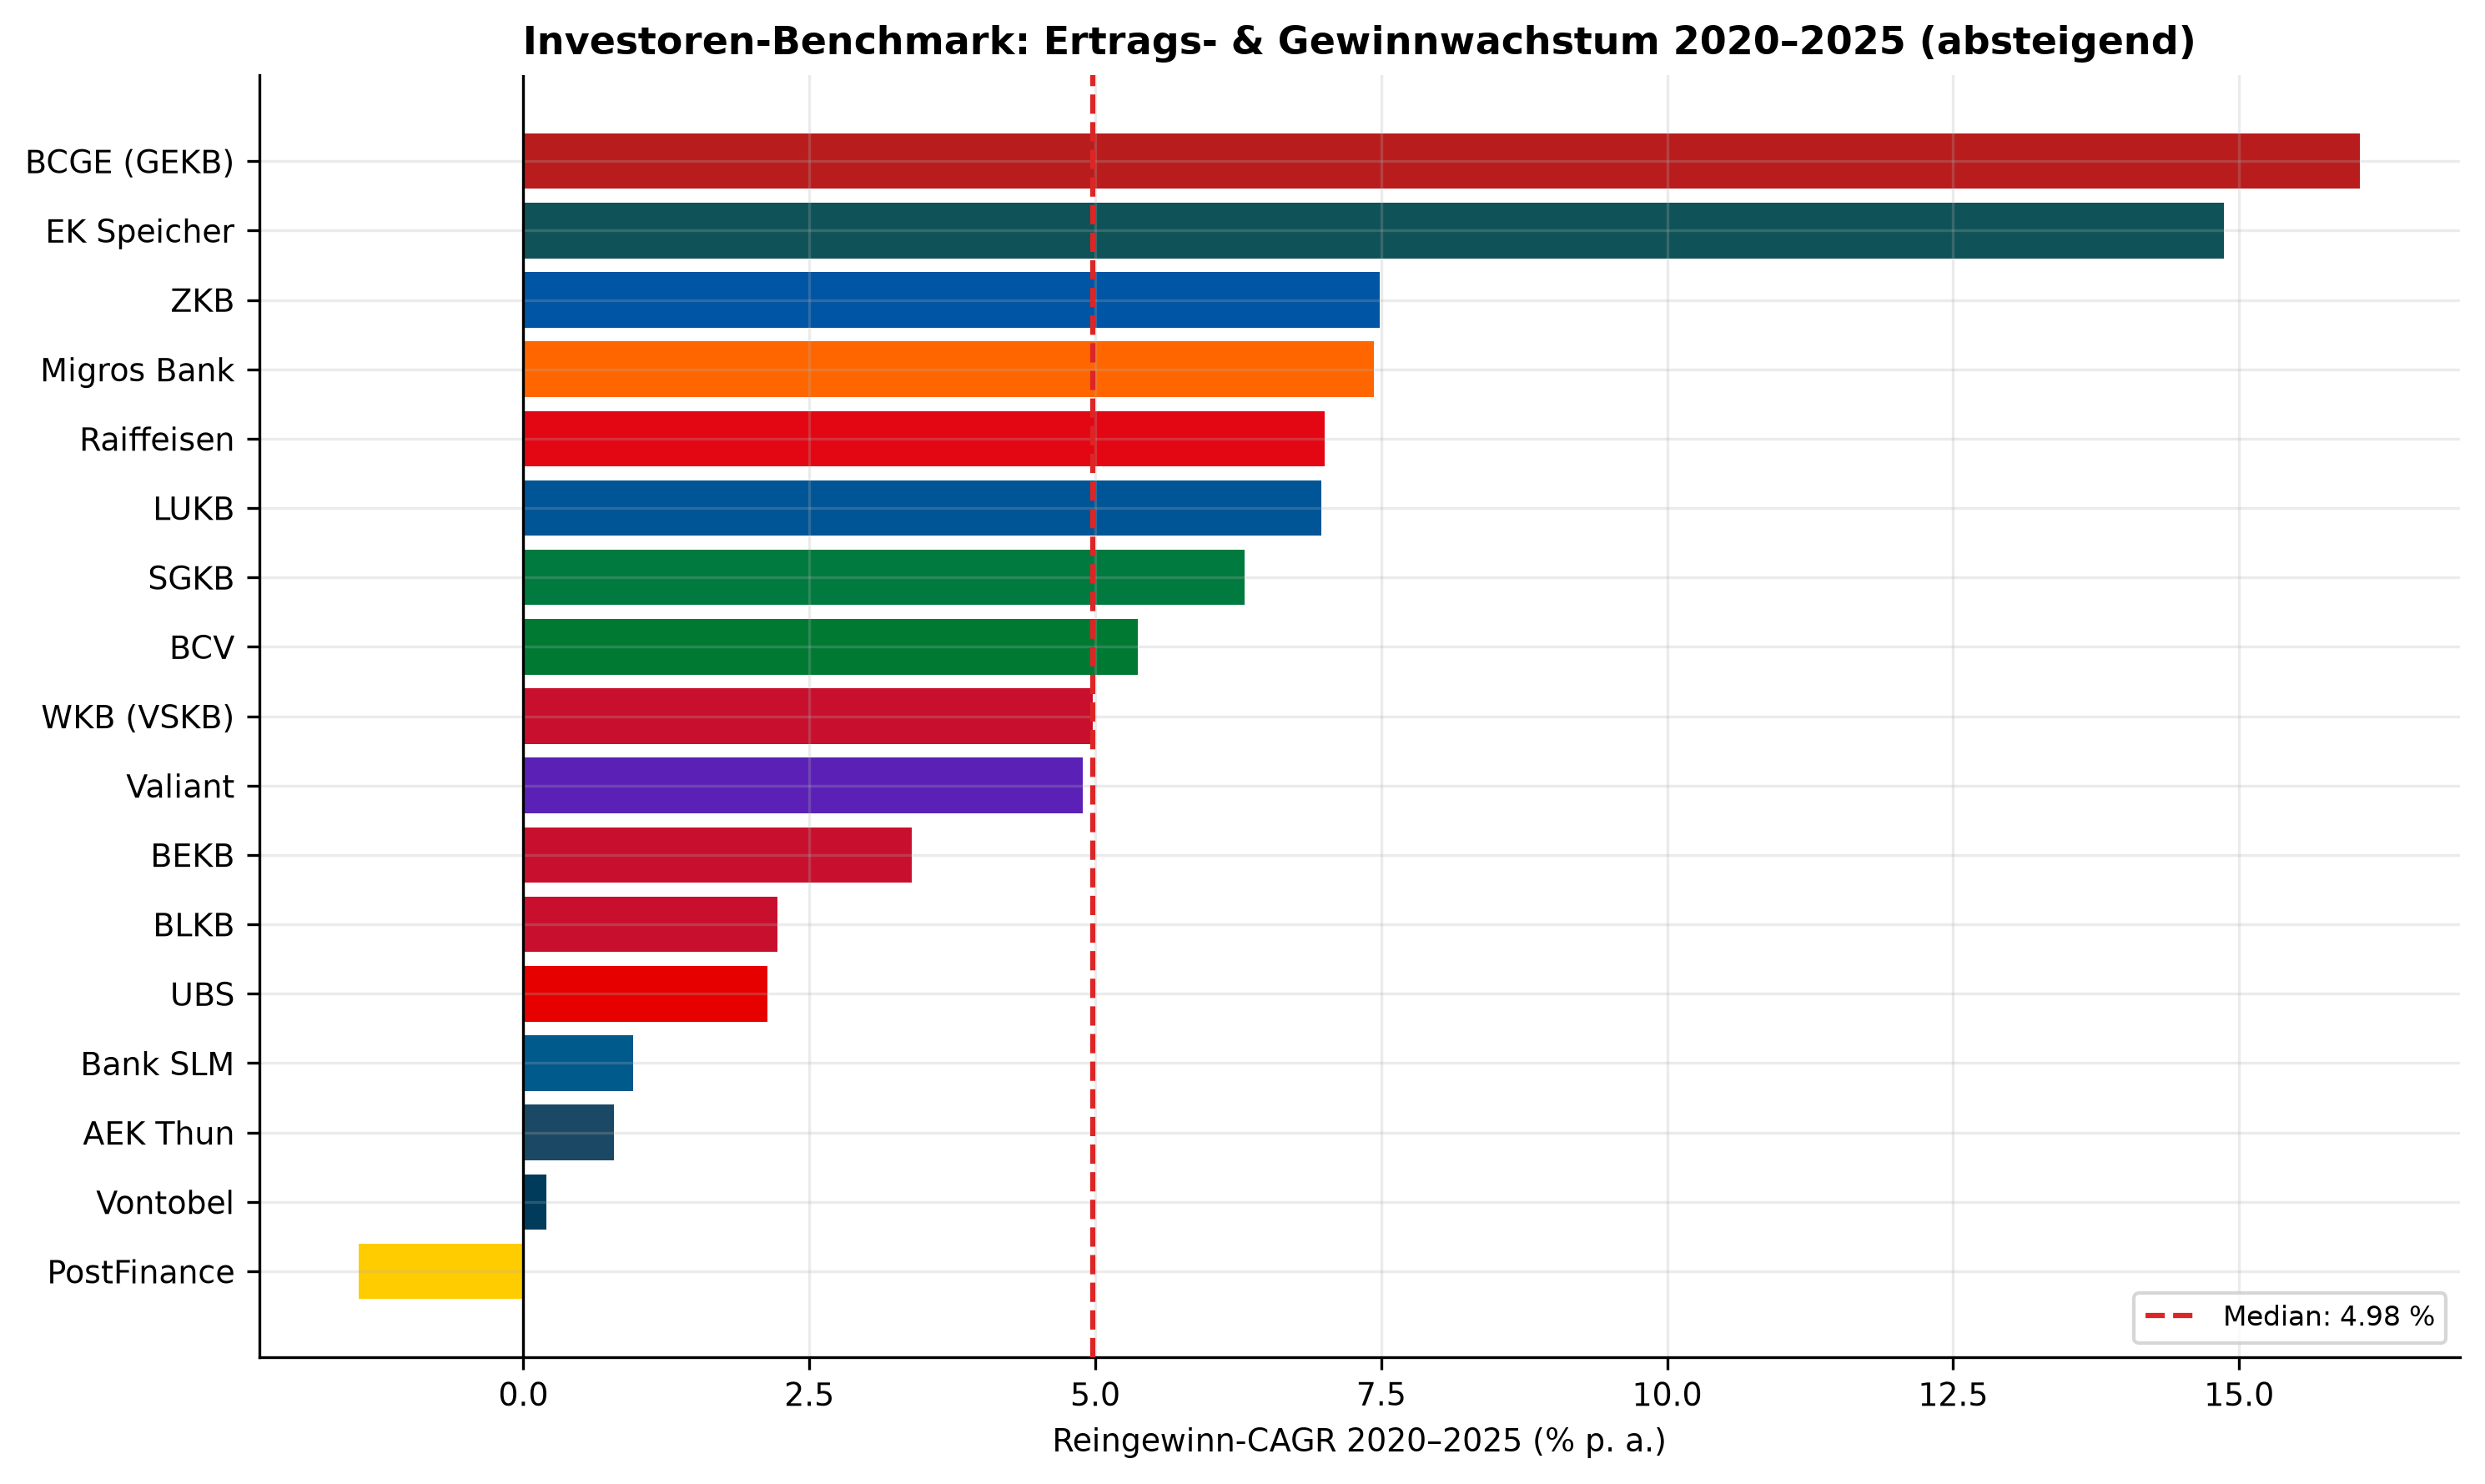 Investoren-Benchmark: Ertrags- & Gewinnwachstum 2020–2025 (absteigend)
BCGE (GEKB)
EK Speicher
ZKB
Migros Bank
Raiffeisen
LUKB
SGKB
BCV
WKB (VSKB)
Valiant
BEKB
BLKB
UBS
Bank SLM
AEK Thun
Vontobel
PostFinance
Median: 4.98 %
0.0 2.5 5.0 7.5 10.0 12.5 15.0
Reingewinn-CAGR 2020–2025 (% p. a.)